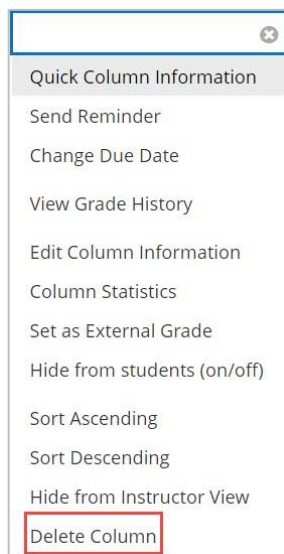 Quick Column Information
Send Reminder
Change Due Date
View Grade History
Edit Column Information
Column Statistics
Set as External Grade
Hide from students (on/off)
Sort Ascending
Sort Descending
Hide from Instructor View
Delete Column